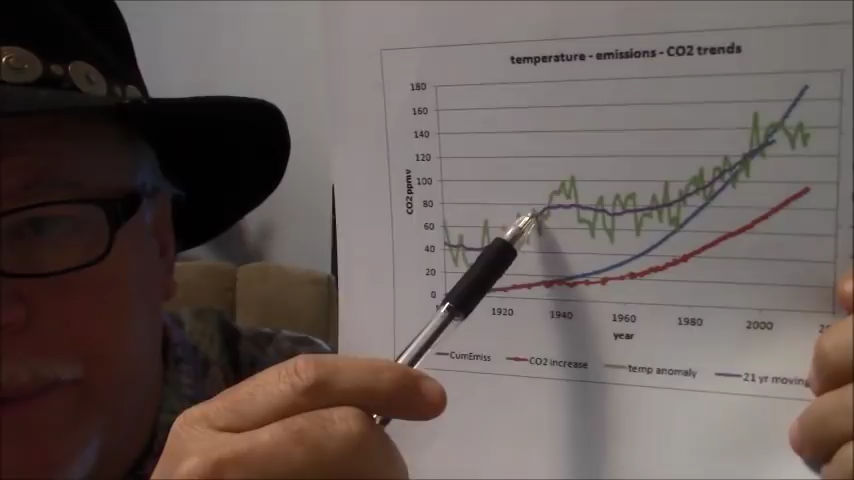 temperature - emissions - CO2 trends
180
160
140
120
100
80
60
40
20
0
CO2 ppmv
1920
1940
1960
1980
2000
year
CumEmiss
CO2 increase
temp anomaly
21 yr moving